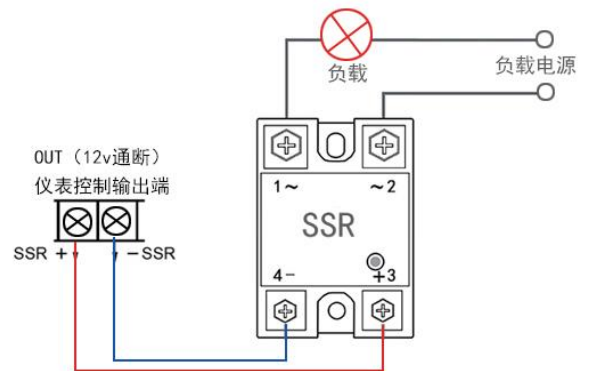 负载
负载电源
OUT（12v通断）
仪表控制输出端
SSR + -SSR
1~ ~2
SSR
4- +3